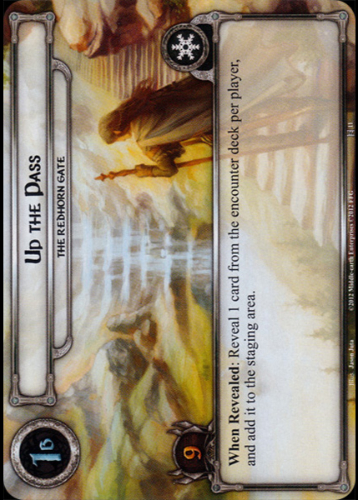 1B
UP THE PASS
THE REDHORN GATE
9
When Revealed: Reveal 1 card from the encounter deck per player,
and add it to the staging area.
Jason Juta ©2012 Middle-earth Enterprises ©2012 FFG